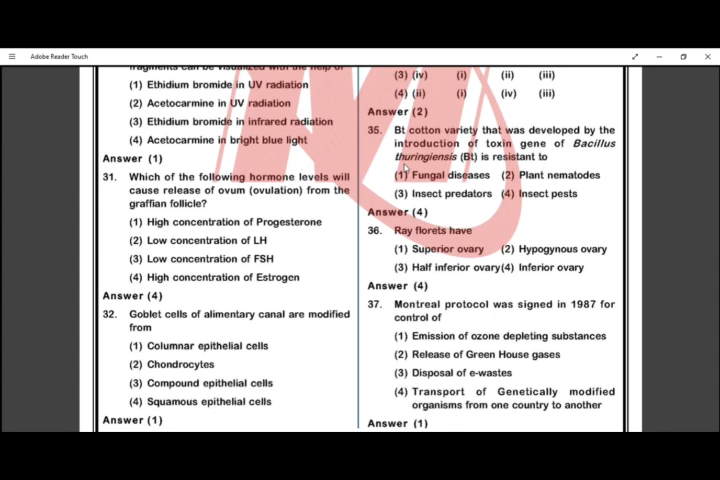 Adobe Reader Touch
fragments can be visualized with the help of
(1) Ethidium bromide in UV radiation
(2) Acetocarmine in UV radiation
(3) Ethidium bromide in infrared radiation
(4) Acetocarmine in bright blue light
Answer (1)
31. Which of the following hormone levels will
cause release of ovum (ovulation) from the
graffian follicle?
(1) High concentration of Progesterone
(2) Low concentration of LH
(3) Low concentration of FSH
(4) High concentration of Estrogen
Answer (4)
32. Goblet cells of alimentary canal are modified
from
(1) Columnar epithelial cells
(2) Chondrocytes
(3) Compound epithelial cells
(4) Squamous epithelial cells
Answer (1)
(3) (iv) (i) (ii) (iii)
(4) (ii) (i) (iv) (iii)
Answer (2)
35. Bt cotton variety that was developed by the
introduction of toxin gene of Bacillus
thuringiensis (Bt) is resistant to
(1) Fungal diseases (2) Plant nematodes
(3) Insect predators (4) Insect pests
Answer (4)
36. Ray florets have
(1) Superior ovary (2) Hypogynous ovary
(3) Half inferior ovary(4) Inferior ovary
Answer (4)
37. Montreal protocol was signed in 1987 for
control of
(1) Emission of ozone depleting substances
(2) Release of Green House gases
(3) Disposal of e-wastes
(4) Transport of Genetically modified
organisms from one country to another
Answer (1)